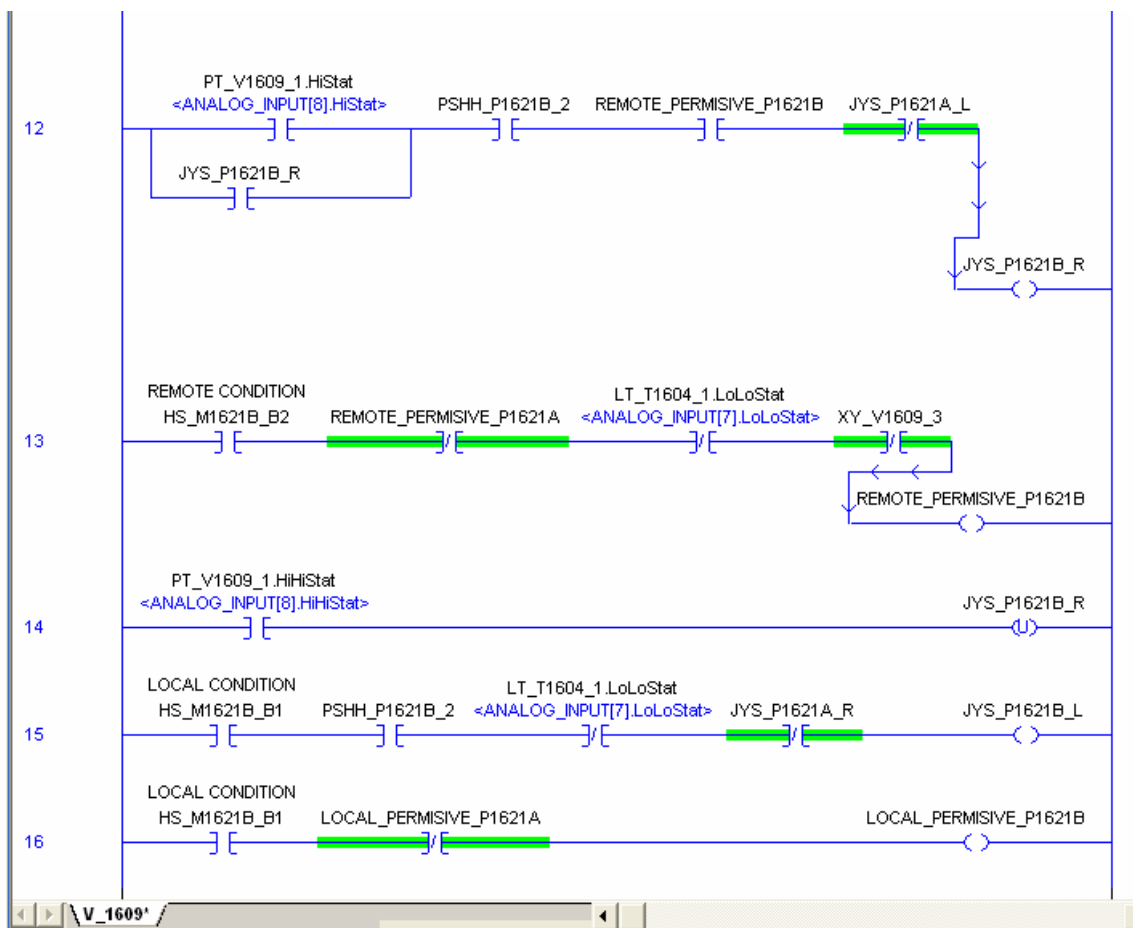 PT_V1609_1.HiStat
<ANALOG_INPUT[8].HiStat> PSHH_P1621B_2 REMOTE_PERMISIVE_P1621B JYS_P1621A_L
12
JYS_P1621B_R
JYS_P1621B_R
REMOTE CONDITION LT_T1604_1.LoLoStat
HS_M1621B_B2 REMOTE_PERMISIVE_P1621A <ANALOG_INPUT[7].LoLoStat> XY_V1609_3
13
REMOTE_PERMISIVE_P1621B
PT_V1609_1.HiHiStat
<ANALOG_INPUT[8].HiHiStat> JYS_P1621B_R
14 U
LOCAL CONDITION LT_T1604_1.LoLoStat
HS_M1621B_B1 PSHH_P1621B_2 <ANALOG_INPUT[7].LoLoStat> JYS_P1621A_R JYS_P1621B_L
15
LOCAL CONDITION
HS_M1621B_B1 LOCAL_PERMISIVE_P1621A LOCAL_PERMISIVE_P1621B
16
V_1609*